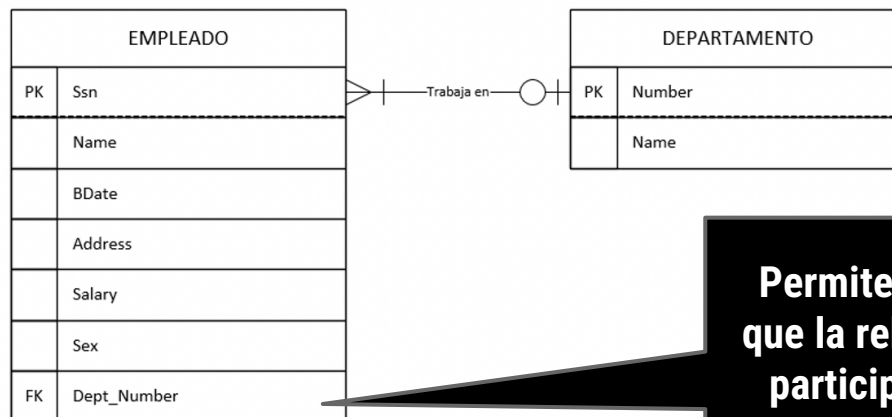 EMPLEADO
PK Ssn
Name
BDate
Address
Salary
Sex
FK Dept_Number
Trabaja en
DEPARTAMENTO
PK Number
Name
Permite
que la re
particip